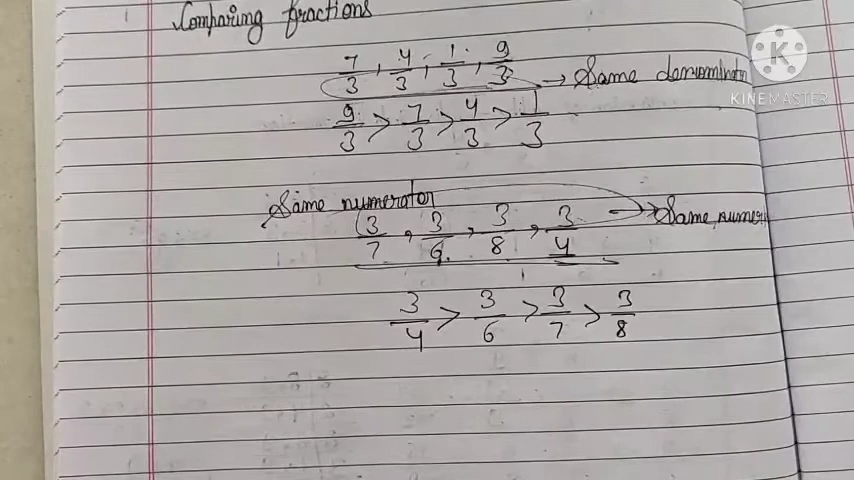 Comparing fractions
7/3, 4/3, 1/3, 9/3 → Same denominator
9/3 > 7/3 > 4/3 > 1/3
Same numerator
3/7, 3/6, 3/8, 3/4 → Same numer
3/4 > 3/6 > 3/7 > 3/8
K
KINEMASTER